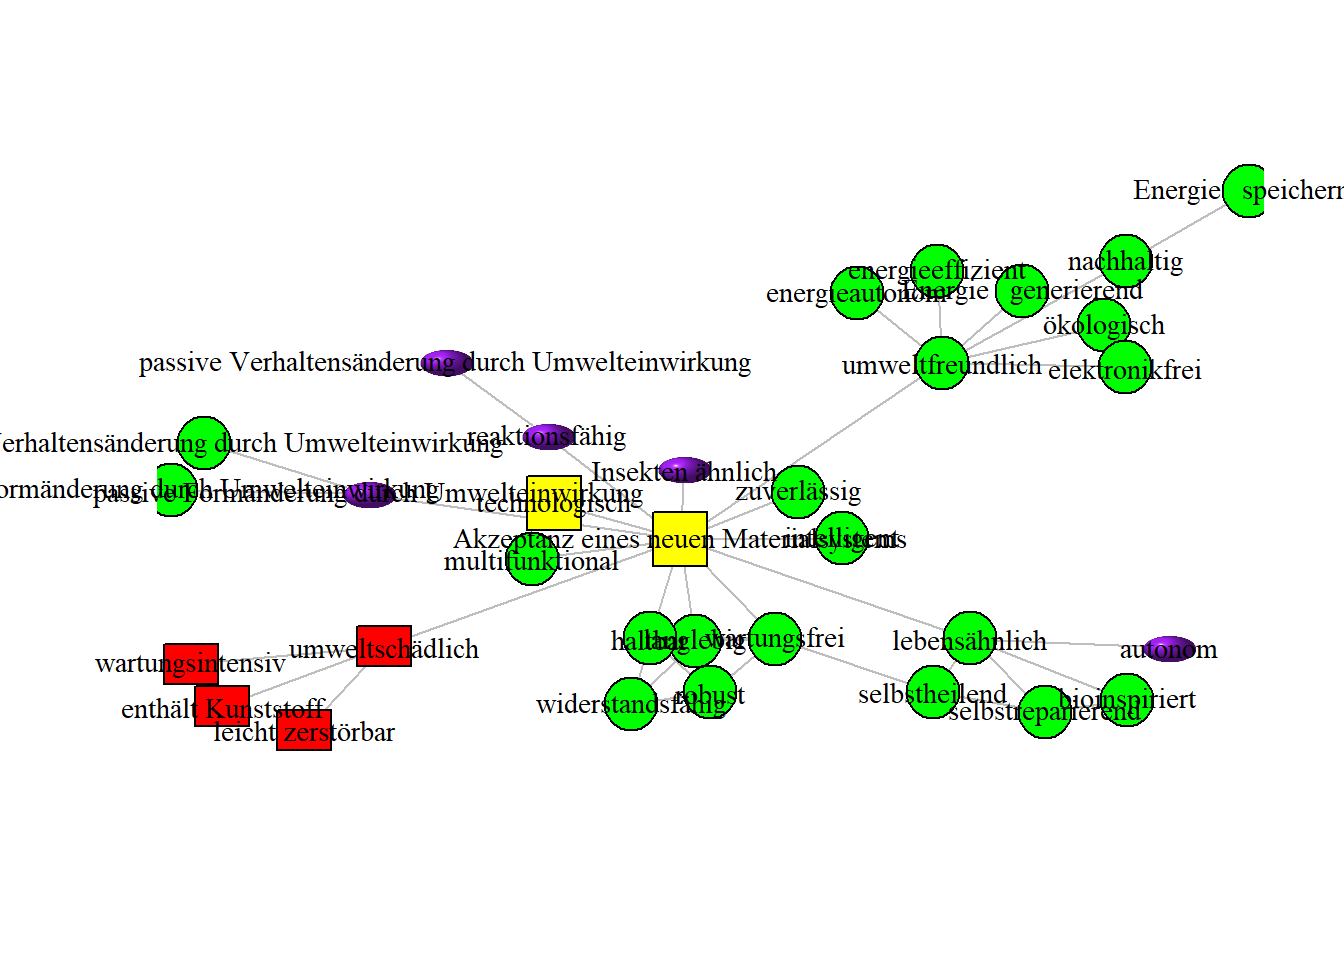 Energie speichern
nachhaltig
energieeffizient
energieautonom
Energie generierend
ökologisch
umweltfreundlich
elektronikfrei
passive Verhaltensänderung durch Umwelteinwirkung
reaktionsfähig
Verhaltensänderung durch Umwelteinwirkung
Insekten ähnlich
zuverlässig
ormänderung durch Umwelteinwirkung
passive Formänderung durch Umwelteinwirkung
technologisch
Akzeptanz eines neuen Materialsystems
intelligent
multifunktional
haltbar
langlebig
wartungsfrei
lebensähnlich
autonom
umweltschädlich
wartungsintensiv
enthält Kunststoff
leicht zerstörbar
widerstandsfähig
robust
selbstheilend
selbstreparierend
bioinspiriert